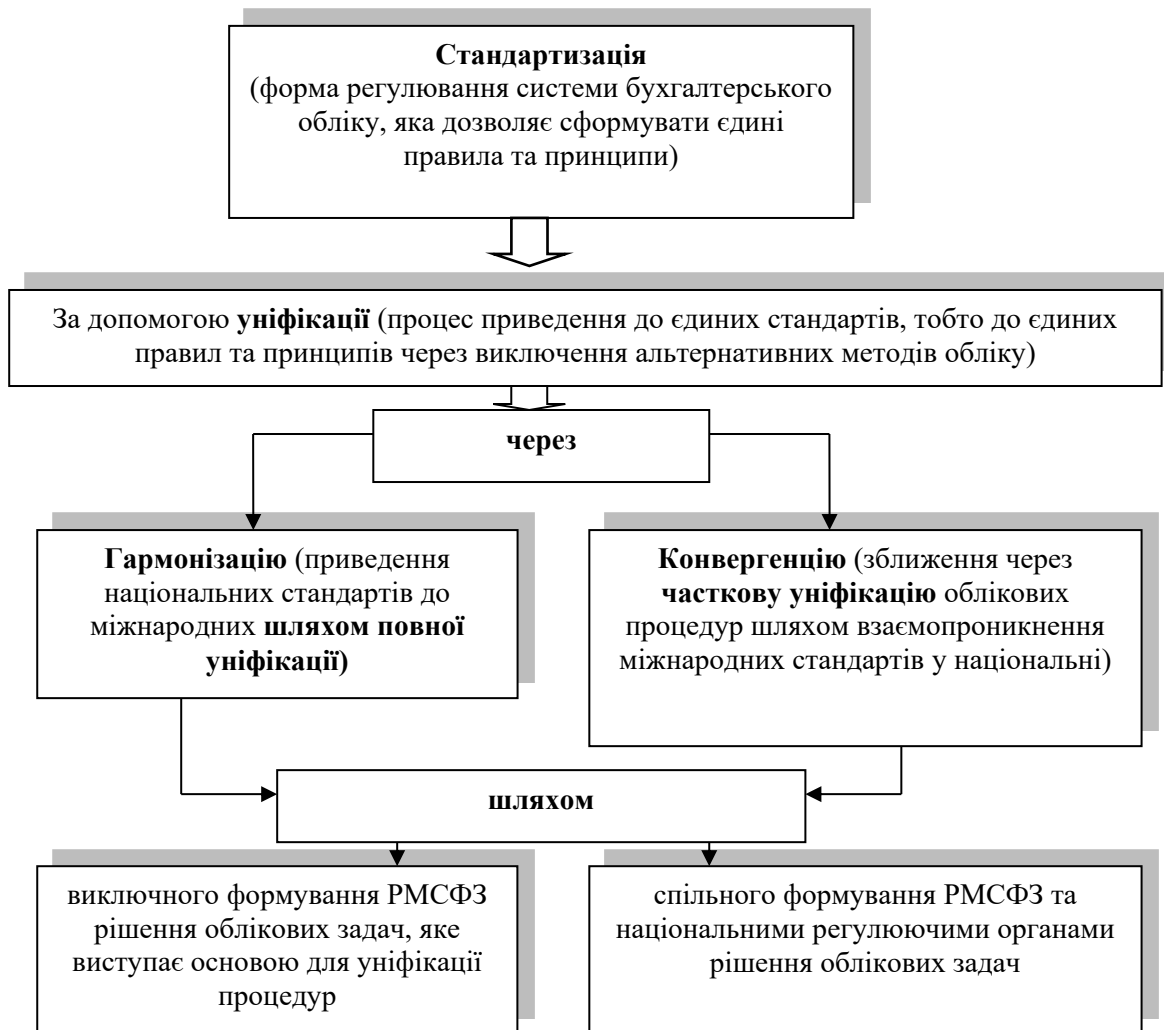 Стандартизація
(форма регулювання системи бухгалтерського
обліку, яка дозволяє сформувати єдині
правила та принципи)
За допомогою уніфікації (процес приведення до єдиних стандартів, тобто до єдиних
правил та принципів через виключення альтернативних методів обліку)
через
Гармонізацію (приведення
національних стандартів до
міжнародних шляхом повної
уніфікації)
Конвергенцію (зближення через
часткову уніфікацію облікових
процедур шляхом взаємопроникнення
міжнародних стандартів у національні)
шляхом
виключного формування РМСФЗ
рішення облікових задач, яке
виступає основою для уніфікації
процедур
спільного формування РМСФЗ та
національними регулюючими органами
рішення облікових задач